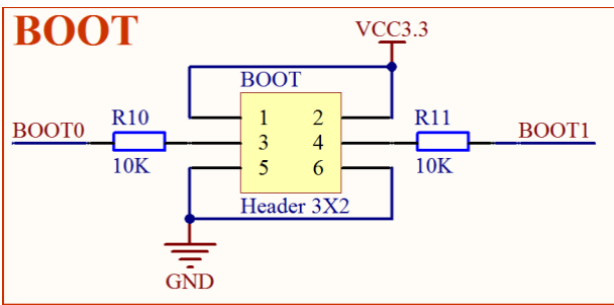 BOOT
VCC3.3
BOOT
R10
1 2
R11
BOOT0
3 4
BOOT1
10K
5 6
10K
Header 3X2
GND